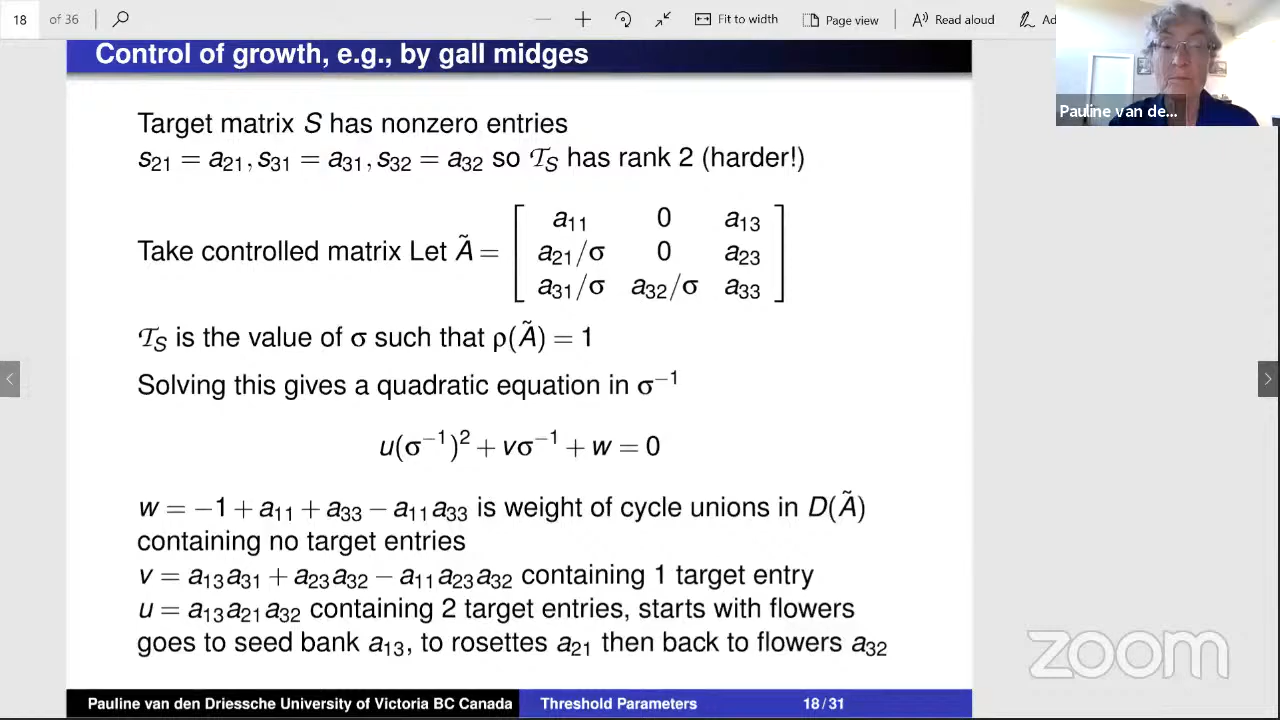 18 of 36 Fit to width Page view Read aloud Ad
Control of growth, e.g., by gall midges
Pauline van de...
Target matrix S has nonzero entries
s₂₁ = a₂₁, s₃₁ = a₃₁, s₃₂ = a₃₂ so 𝒯_S has rank 2 (harder!)
a₁₁ 0 a₁₃
Take controlled matrix Let Ã = a₂₁/σ 0 a₂₃
a₃₁/σ a₃₂/σ a₃₃
𝒯_S is the value of σ such that ρ(Ã) = 1
Solving this gives a quadratic equation in σ⁻¹
u(σ⁻¹)² + vσ⁻¹ + w = 0
w = −1 + a₁₁ + a₃₃ − a₁₁a₃₃ is weight of cycle unions in D(Ã)
containing no target entries
v = a₁₃a₃₁ + a₂₃a₃₂ − a₁₁a₂₃a₃₂ containing 1 target entry
u = a₁₃a₂₁a₃₂ containing 2 target entries, starts with flowers
goes to seed bank a₁₃, to rosettes a₂₁ then back to flowers a₃₂
zoom
Pauline van den Driessche University of Victoria BC Canada Threshold Parameters 18/31